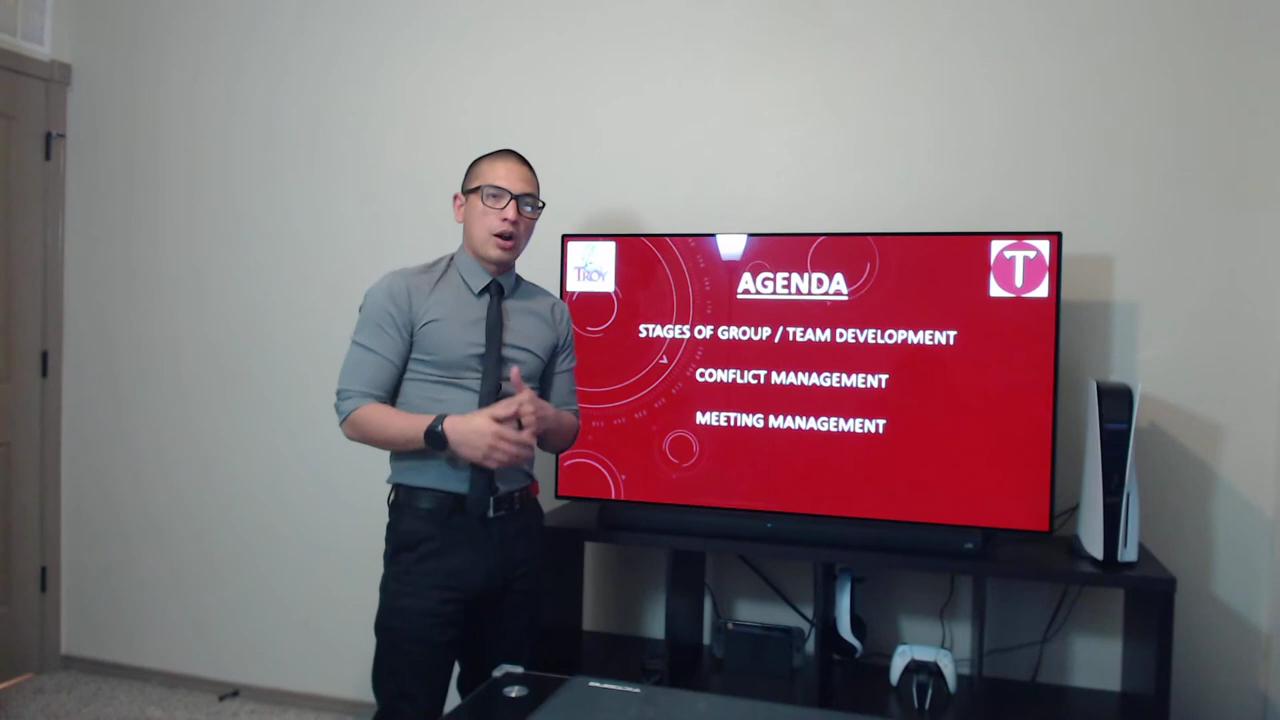 TROY
AGENDA
T
STAGES OF GROUP / TEAM DEVELOPMENT
CONFLICT MANAGEMENT
MEETING MANAGEMENT